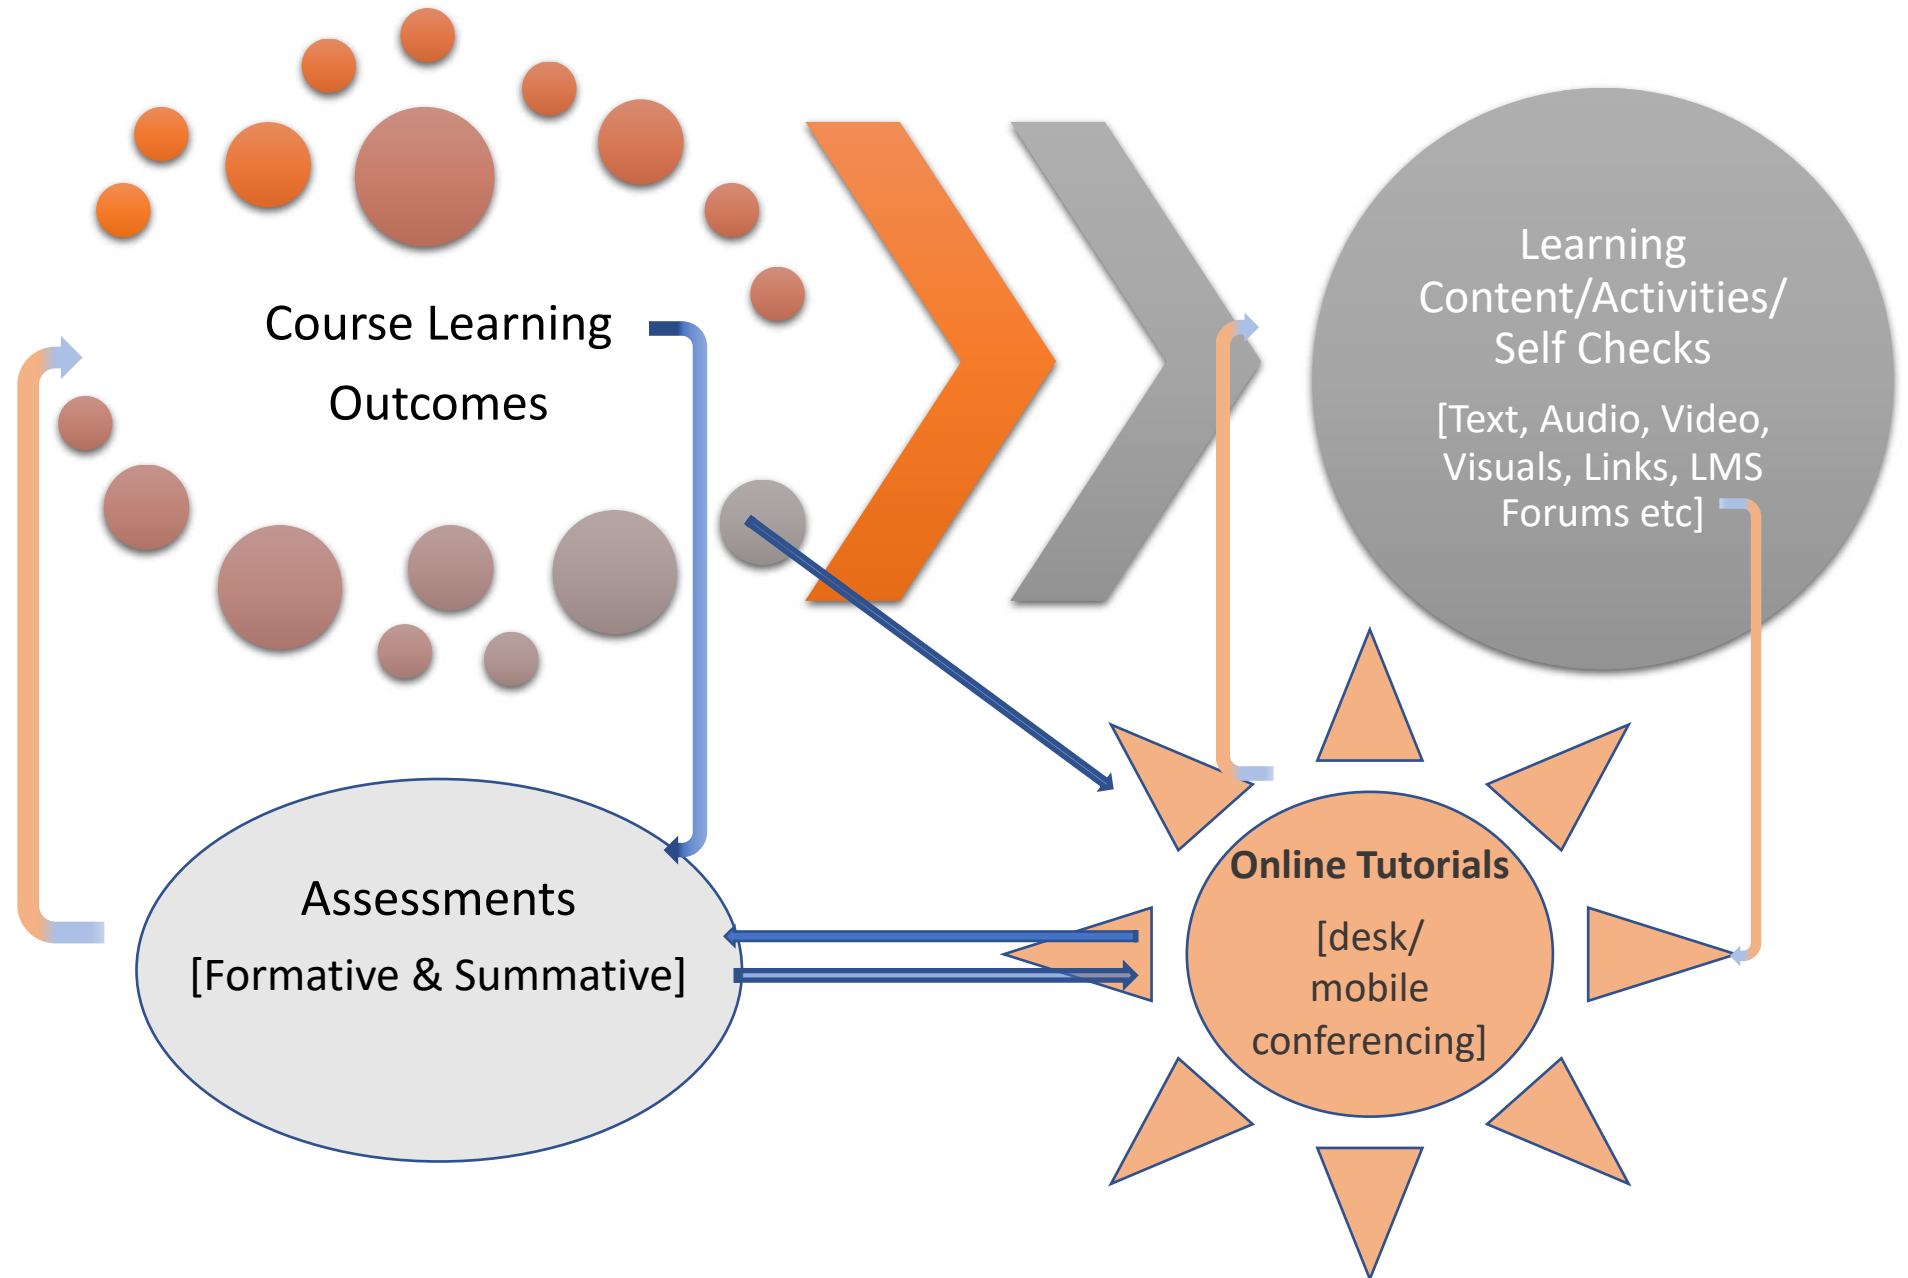 Course Learning
Outcomes
Learning
Content/Activities/
Self Checks
[Text, Audio, Video,
Visuals, Links, LMS
Forums etc]
Assessments
[Formative & Summative]
Online Tutorials
[desk/
mobile
conferencing]